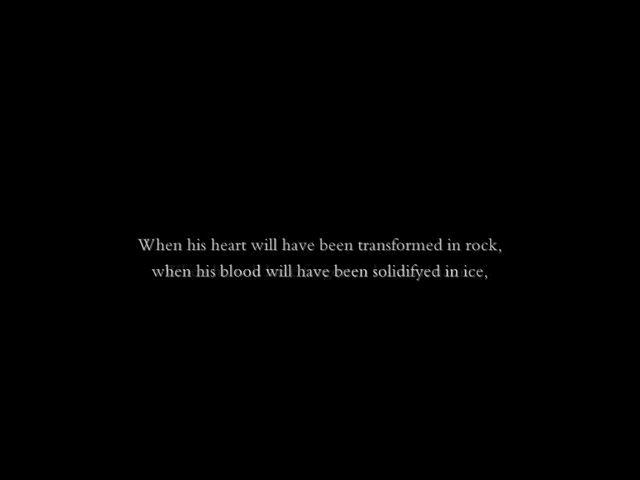 When his heart will have been transformed in rock,
when his blood will have been solidifyed in ice,